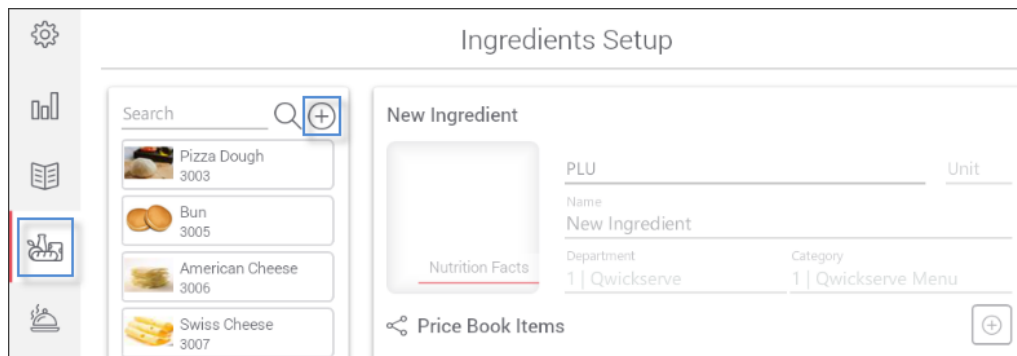 Ingredients Setup
Search
Pizza Dough
3003
Bun
3005
American Cheese
3006
Swiss Cheese
3007
New Ingredient
Nutrition Facts
PLU
Unit
Name
New Ingredient
Department
Category
1 | Qwickserve
1 | Qwickserve Menu
Price Book Items